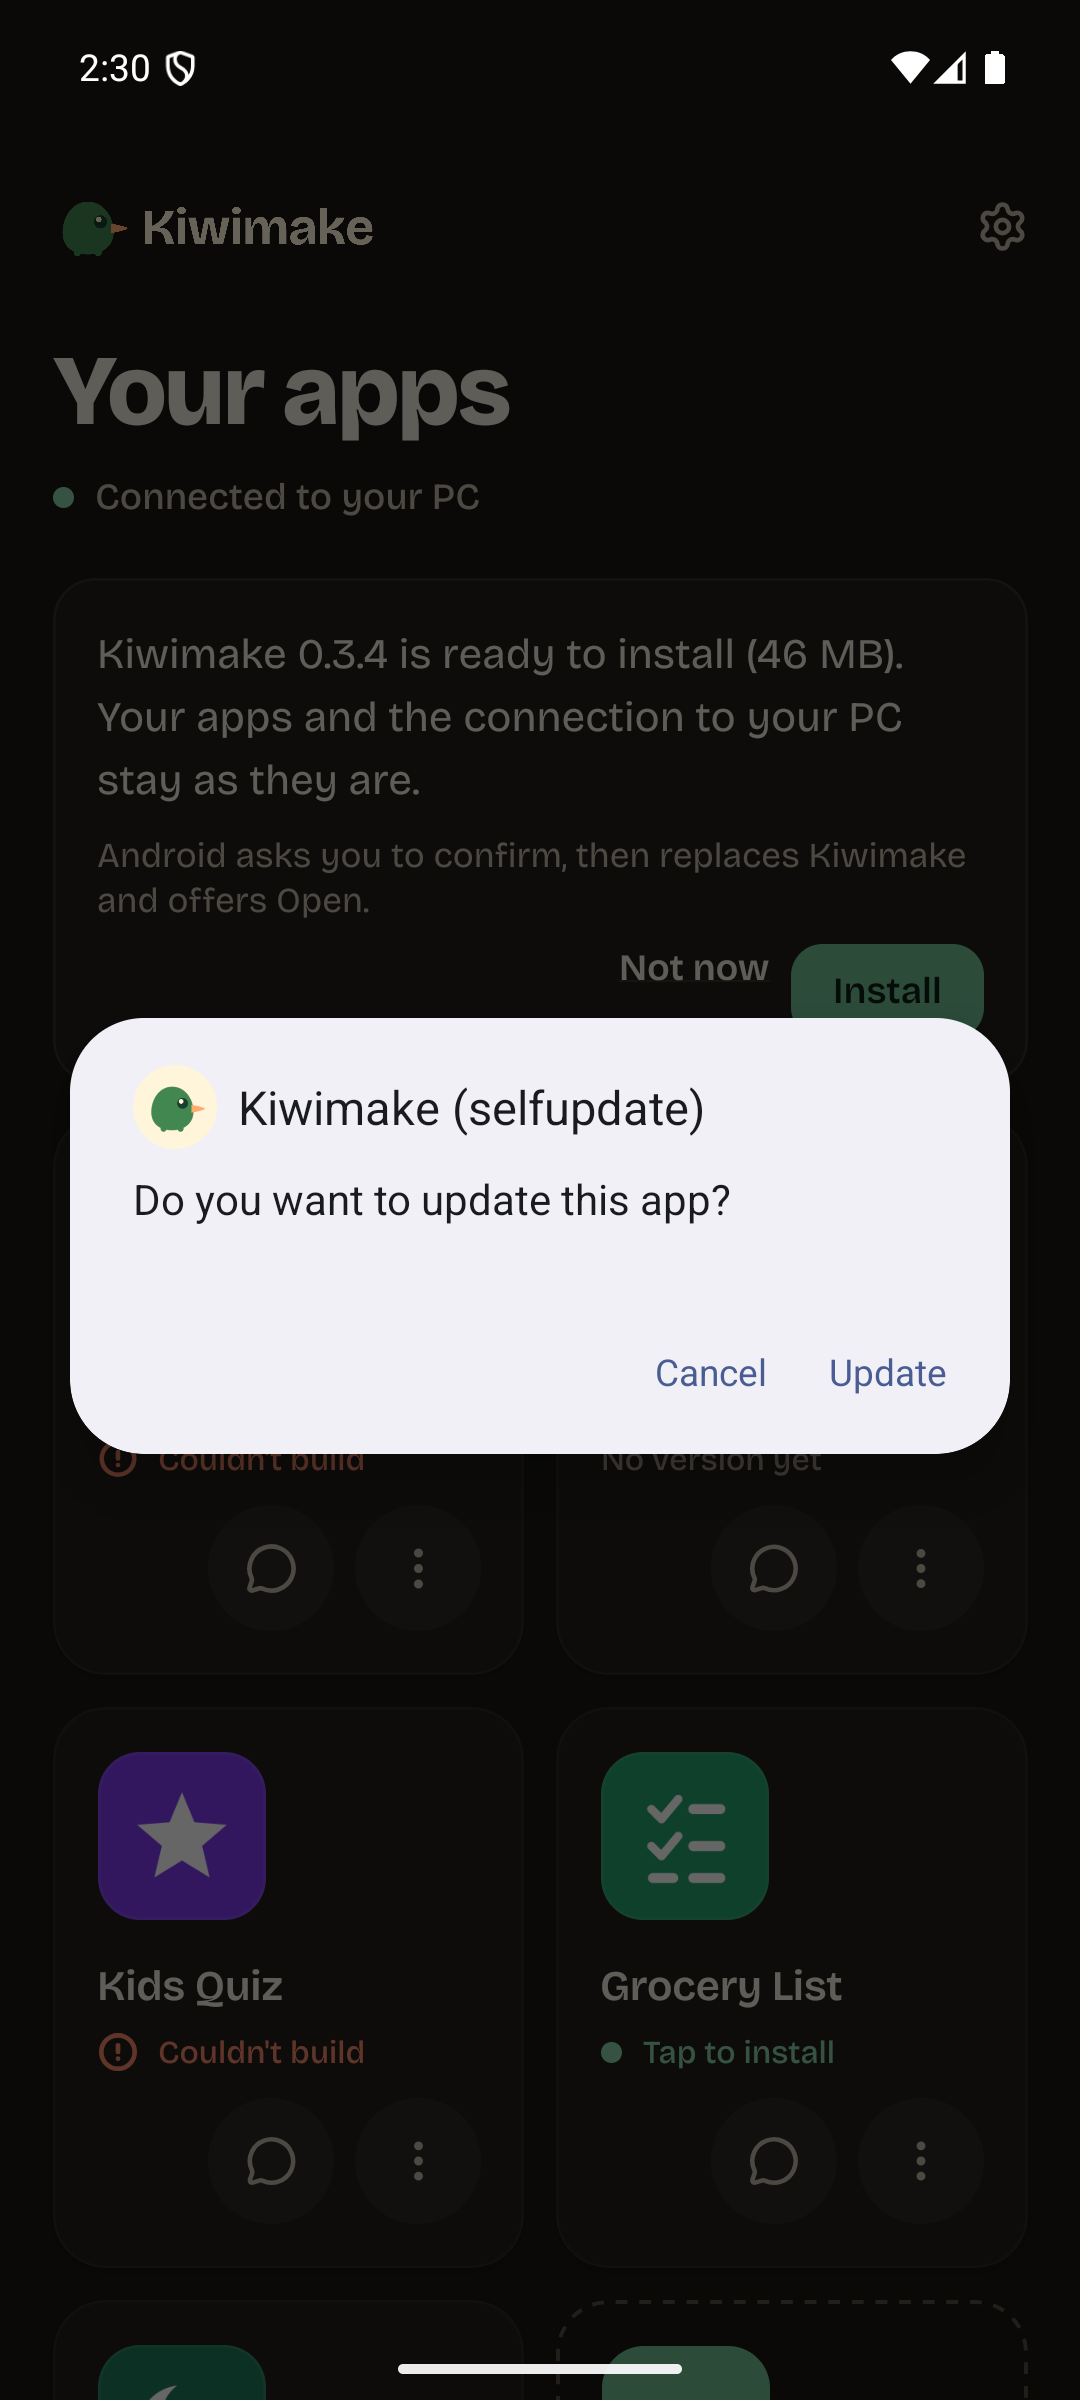 2:30
Kiwimake
Your apps
Connected to your PC
Kiwimake 0.3.4 is ready to install (46 MB).
Your apps and the connection to your PC
stay as they are.
Android asks you to confirm, then replaces Kiwimake
and offers Open.
Not now
Install
Kiwimake (selfupdate)
Do you want to update this app?
Cancel
Update
Couldn't build
No version yet
Kids Quiz
Grocery List
Couldn't build
Tap to install